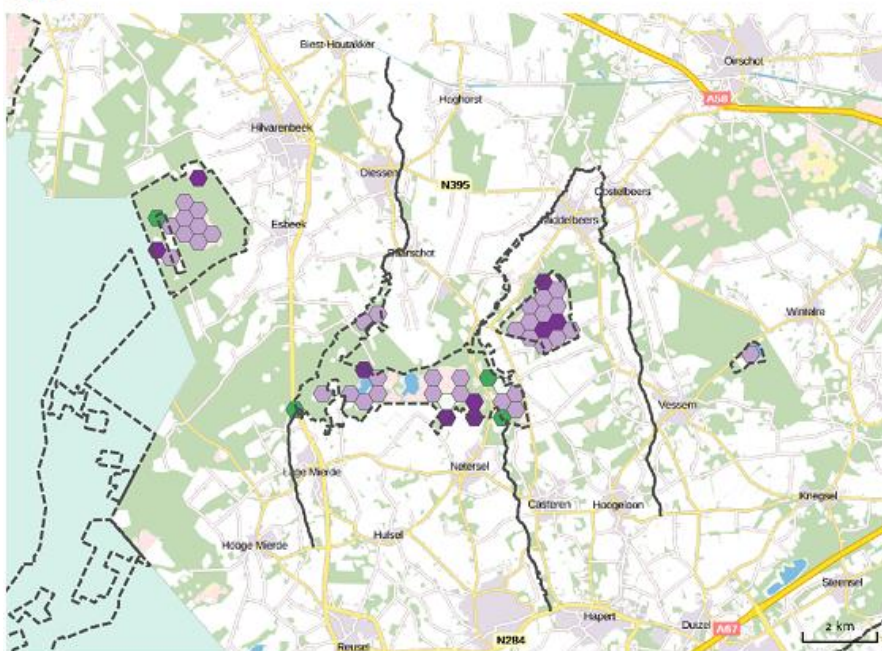 Biest-Houtakker
Oirschot
Haghorst
A58
Hilvarenbeek
Diessen
N395
Oostelbeers
Middelbeers
Esbeek
Baarschot
Wintelre
Vessem
Lage Mierde
Netersel
Knegsel
Casteren
Hoogeloon
Hulsel
Hooge Mierde
Steensel
Hapert
Duizel
A67
2 km
N284
Reusel